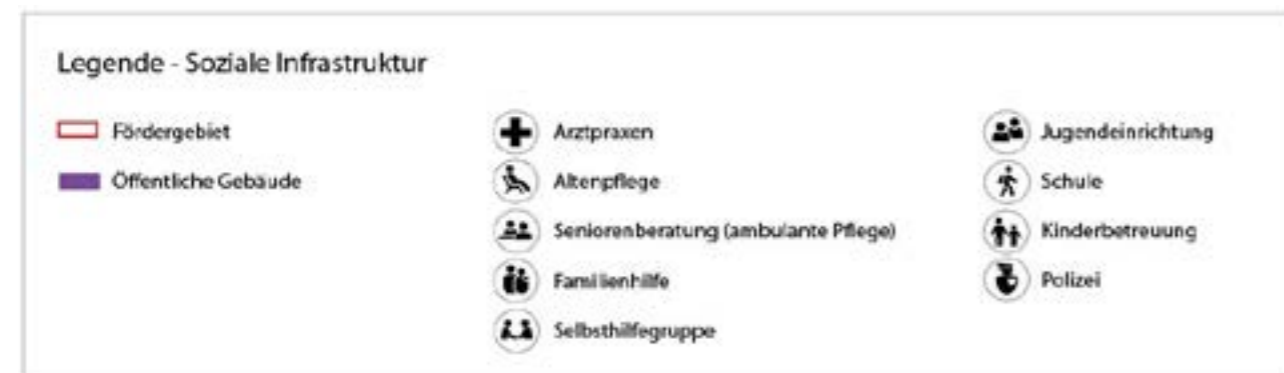 Legende - Soziale Infrastruktur
Fördergebiet
Öffentliche Gebäude
Arztpraxen
Altenpflege
Seniorenberatung (ambulante Pflege)
Familienhilfe
Selbsthilfegruppe
Jugendeinrichtung
Schule
Kinderbetreuung
Polizei